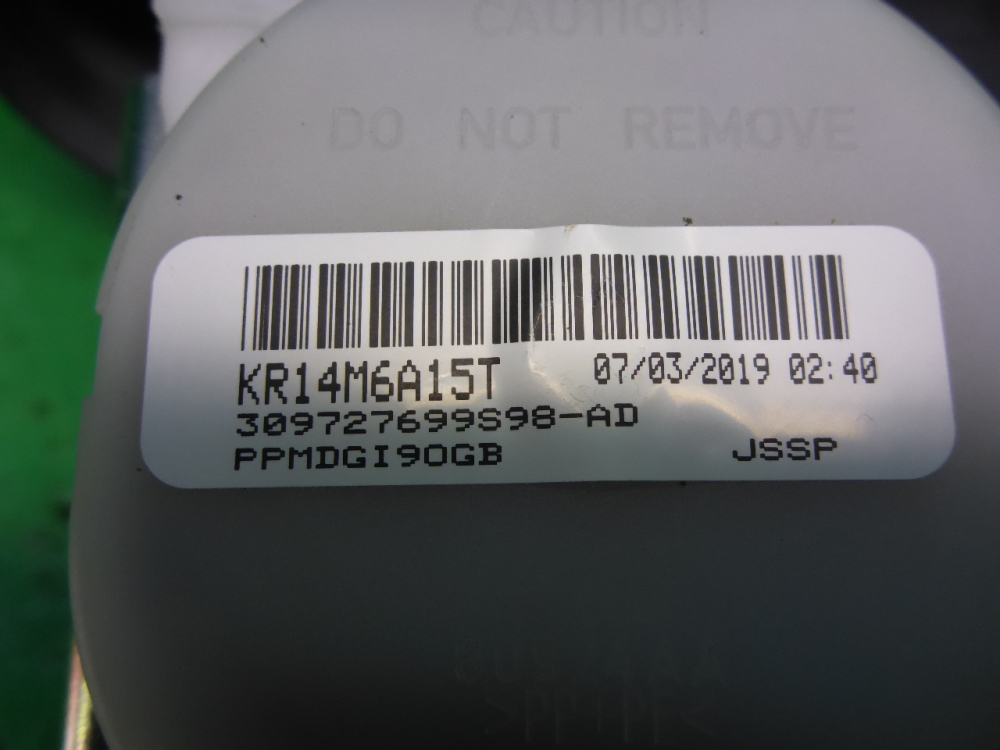 CAUTION
DO NOT REMOVE
KR14M6A15T 07/03/2019 02:40
309727699S98-AD
PPMDGI90GB JSSP